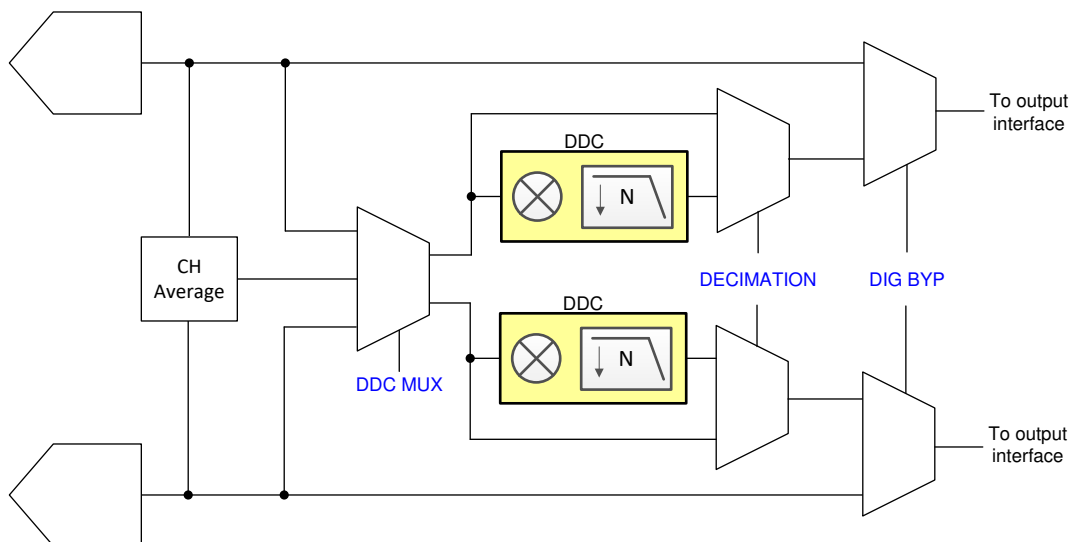 To output
interface
DDC
N
CH
Average
DECIMATION
DIG BYP
DDC
N
DDC MUX
To output
interface